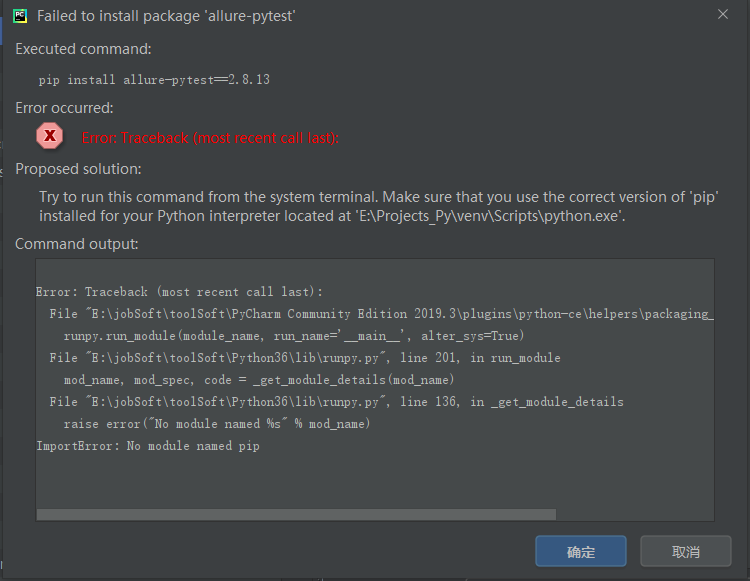 PC
Failed to install package 'allure-pytest'
Executed command:
pip install allure-pytest==2.8.13
Error occurred:
Error: Traceback (most recent call last):
Proposed solution:
Try to run this command from the system terminal. Make sure that you use the correct version of 'pip'
installed for your Python interpreter located at 'E:\Projects_Py\venv\Scripts\python.exe'.
Command output:
Error: Traceback (most recent call last):
File "E:\jobSoft\toolSoft\PyCharm Community Edition 2019.3\plugins\python-ce\helpers\packaging_
runpy.run_module(module_name, run_name='__main__', alter_sys=True)
File "E:\jobSoft\toolSoft\Python36\lib\runpy.py", line 201, in run_module
mod_name, mod_spec, code = _get_module_details(mod_name)
File "E:\jobSoft\toolSoft\Python36\lib\runpy.py", line 136, in _get_module_details
raise error("No module named %s" % mod_name)
ImportError: No module named pip
确定
取消